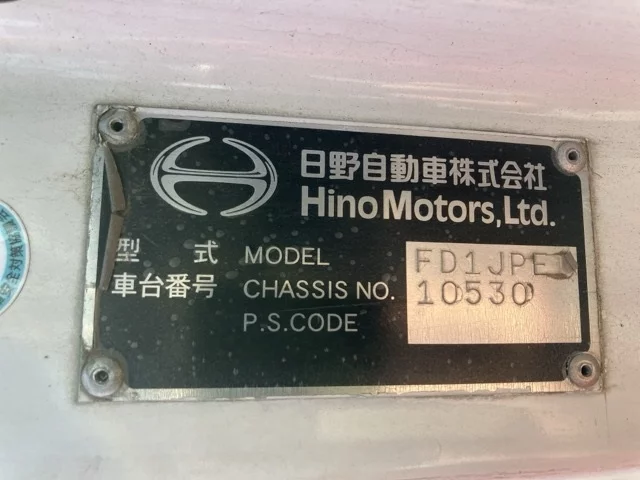 日野自動車株式会社
Hino Motors, Ltd.
型 式 MODEL FD1JPE
車台番号 CHASSIS NO. 10530
P.S.CODE